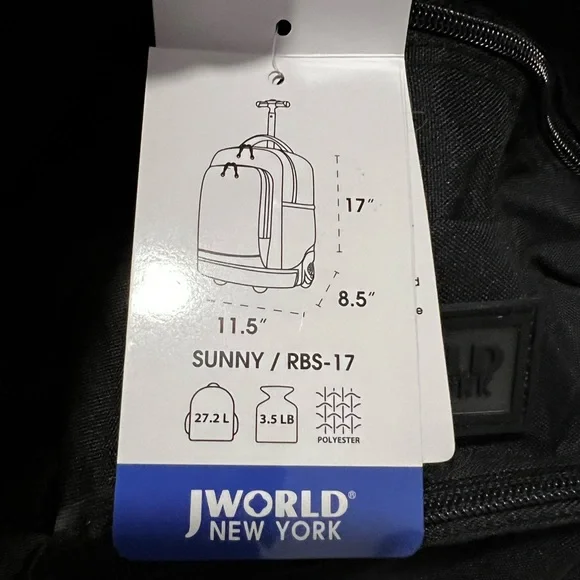 17"
8.5"
11.5"
SUNNY / RBS-17
27.2 L
3.5 LB
POLYESTER
JWORLD®
NEW YORK